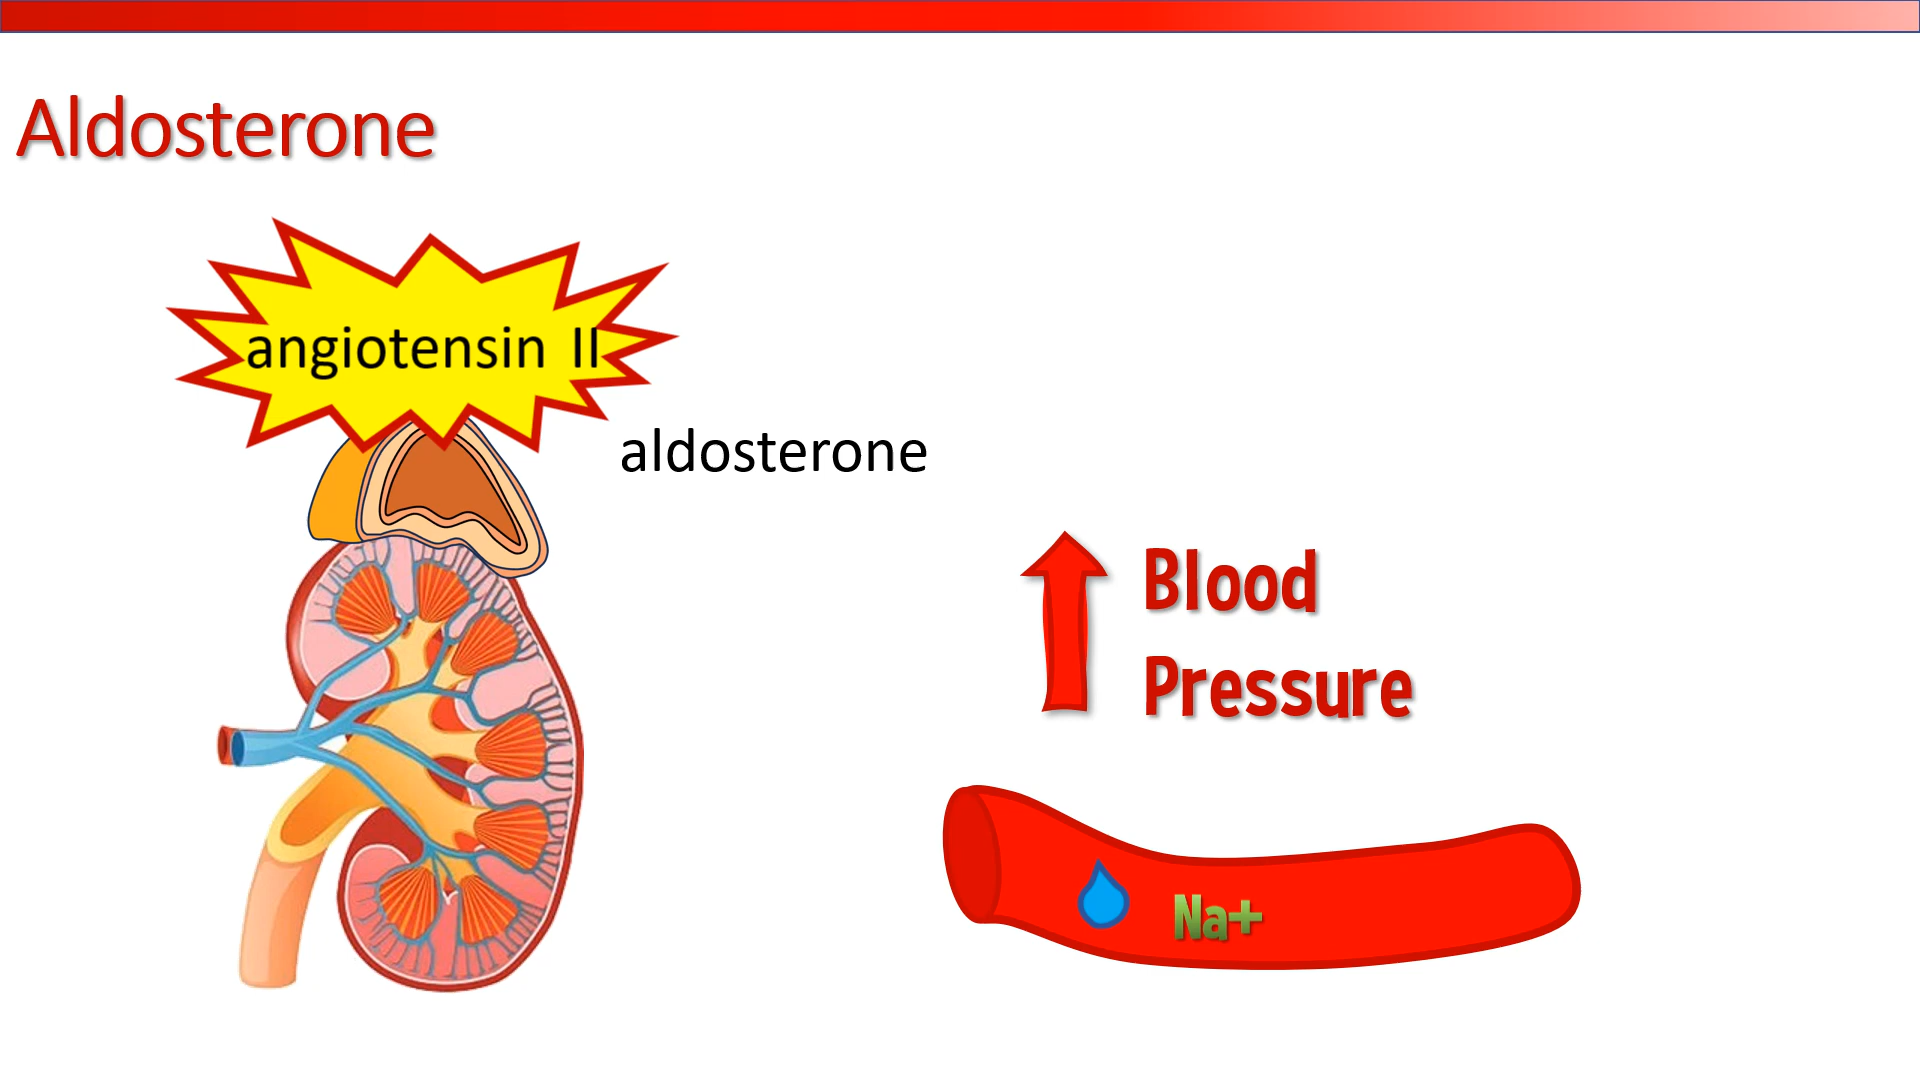 Aldosterone
angiotensin II
aldosterone
Blood
Pressure
Na+